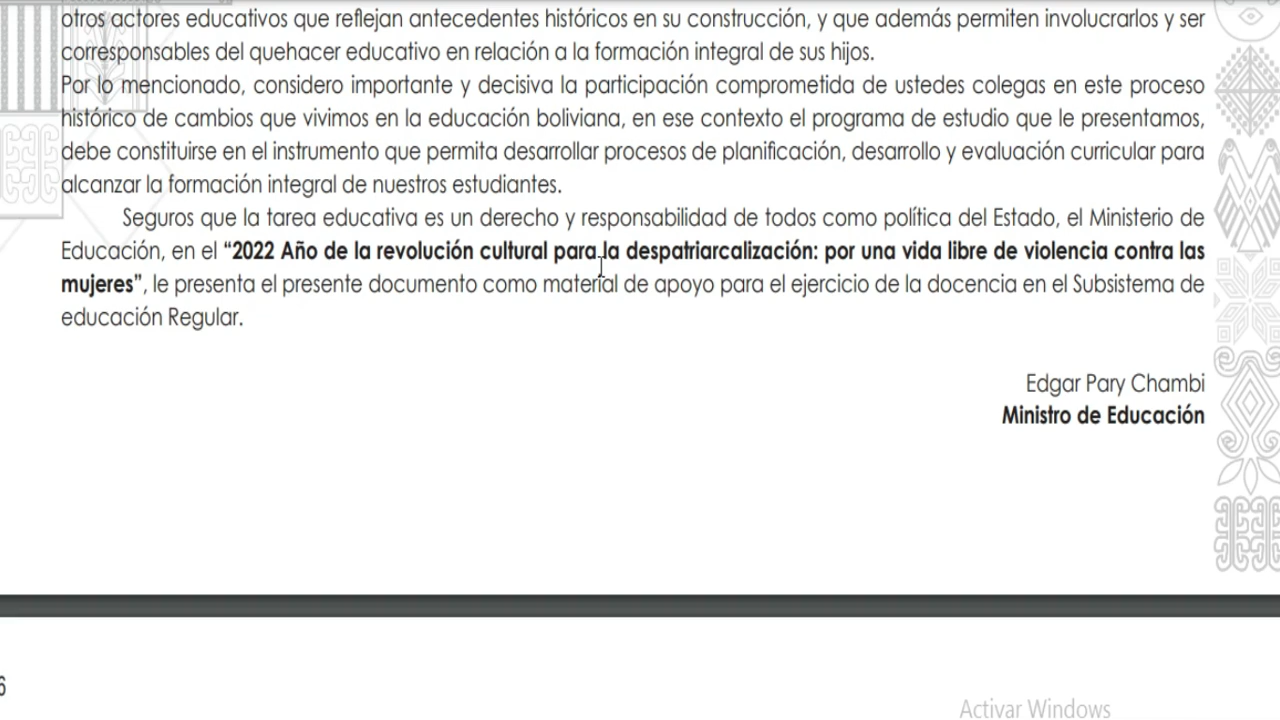 otros actores educativos que reflejan antecedentes históricos en su construcción, y que además permiten involucrarlos y ser
corresponsables del quehacer educativo en relación a la formación integral de sus hijos.
Por lo mencionado, considero importante y decisiva la participación comprometida de ustedes colegas en este proceso
histórico de cambios que vivimos en la educación boliviana, en ese contexto el programa de estudio que le presentamos,
debe constituirse en el instrumento que permita desarrollar procesos de planificación, desarrollo y evaluación curricular para
alcanzar la formación integral de nuestros estudiantes.
Seguros que la tarea educativa es un derecho y responsabilidad de todos como política del Estado, el Ministerio de
Educación, en el “2022 Año de la revolución cultural para la despatriarcalización: por una vida libre de violencia contra las
mujeres”, le presenta el presente documento como material de apoyo para el ejercicio de la docencia en el Subsistema de
educación Regular.
Edgar Pary Chambi
Ministro de Educación
6
Activar Windows